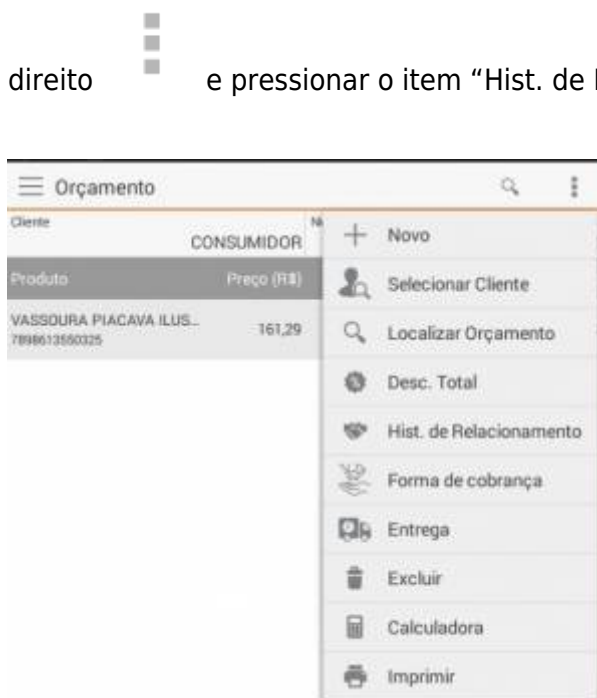 direito e pressionar o item “Hist. de
Orçamento
Cliente
CONSUMIDOR
Produto Preço (R$)
VASSOURA PIACAVA ILUS... 161,29
7898613550325
Novo
Selecionar Cliente
Localizar Orçamento
Desc. Total
Hist. de Relacionamento
Forma de cobrança
Entrega
Excluir
Calculadora
Imprimir